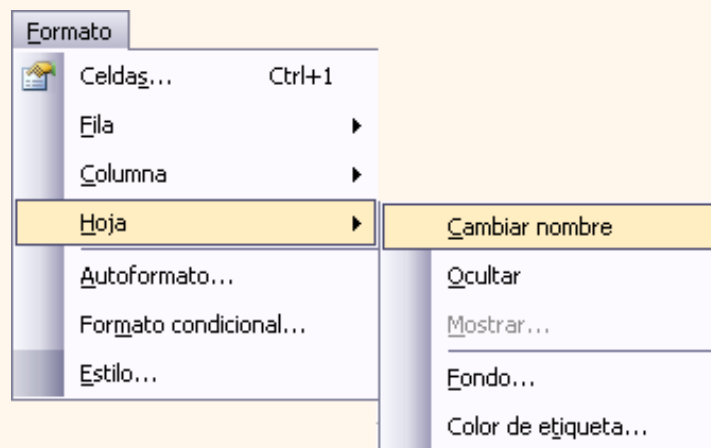 Formato
Celdas... Ctrl+1
Fila
Columna
Hoja
Autoformato...
Formato condicional...
Estilo...
Cambiar nombre
Ocultar
Mostrar...
Fondo...
Color de etiqueta...